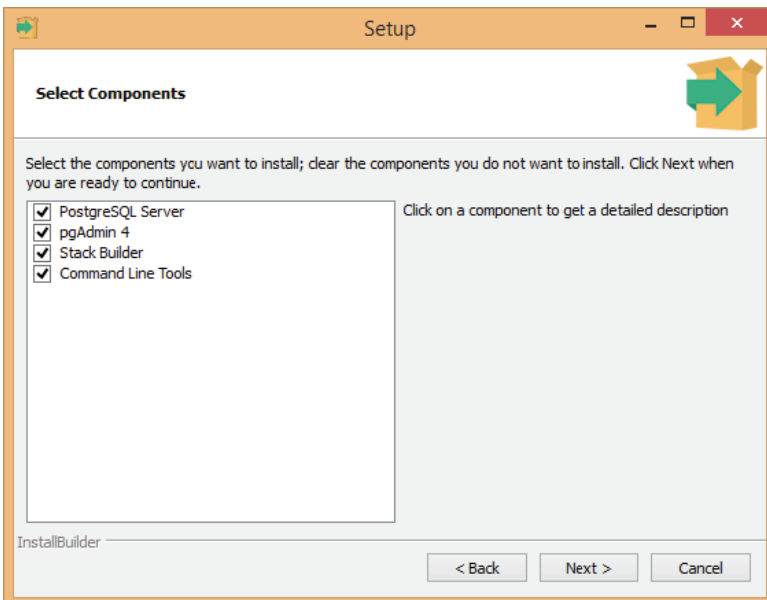 Setup
Select Components
Select the components you want to install; clear the components you do not want to install. Click Next when
you are ready to continue.
PostgreSQL Server
pgAdmin 4
Stack Builder
Command Line Tools
Click on a component to get a detailed description
InstallBuilder
< Back
Next >
Cancel